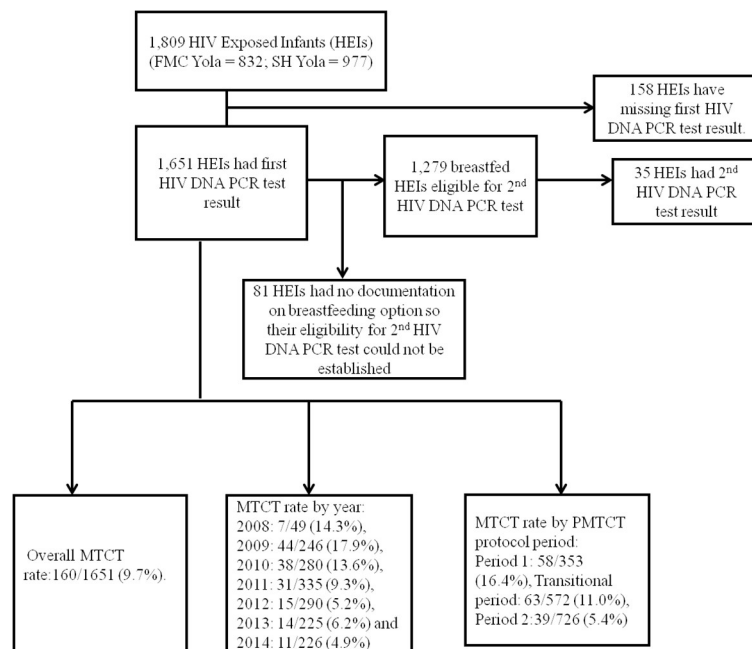 1,809 HIV Exposed Infants (HEIs)
(FMC Yola = 832; SH Yola = 977)
158 HEIs have
missing first HIV
DNA PCR test result.
1,651 HEIs had first
HIV DNA PCR test
result
1,279 breastfed
HEIs eligible for 2nd
HIV DNA PCR test
35 HEIs had 2nd
HIV DNA PCR
test result
81 HEIs had no documentation
on breastfeeding option so
their eligibility for 2nd HIV
DNA PCR test could not be
established
Overall MTCT
rate:160/1651 (9.7%).
MTCT rate by year:
2008: 7/49 (14.3%),
2009: 44/246 (17.9%),
2010: 38/280 (13.6%),
2011: 31/335 (9.3%),
2012: 15/290 (5.2%),
2013: 14/225 (6.2%) and
2014: 11/226 (4.9%)
MTCT rate by PMTCT
protocol period:
Period 1: 58/353
(16.4%), Transitional
period: 63/572 (11.0%),
Period 2:39/726 (5.4%)